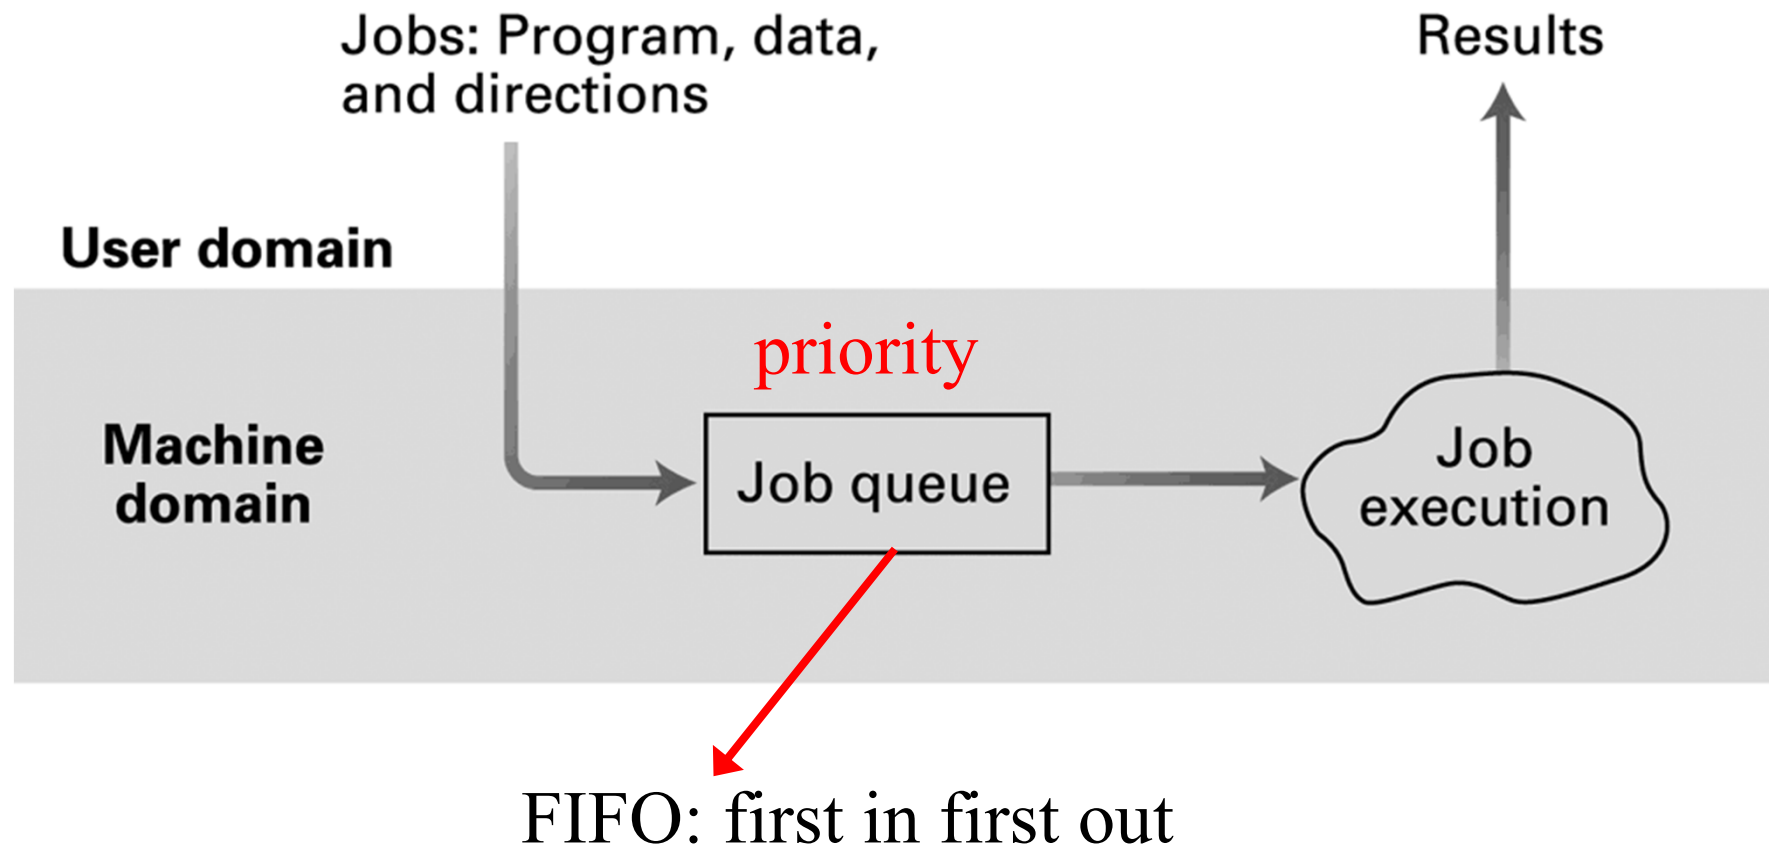 Jobs: Program, data,
and directions
Results
User domain
priority
Machine
domain
Job queue
Job
execution
FIFO: first in first out